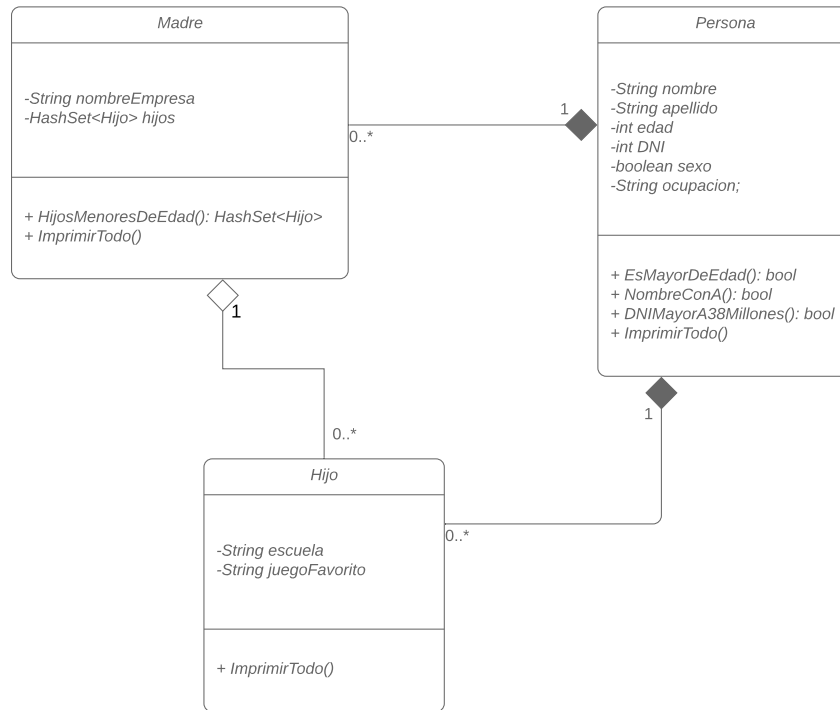 Madre
-String nombreEmpresa
-HashSet<Hijo> hijos
+ HijosMenoresDeEdad(): HashSet<Hijo>
+ ImprimirTodo()
0..*
1
Persona
-String nombre
-String apellido
-int edad
-int DNI
-boolean sexo
-String ocupacion;
+ EsMayorDeEdad(): bool
+ NombreConA(): bool
+ DNIMayorA38Millones(): bool
+ ImprimirTodo()
1
0..*
1
0..*
Hijo
-String escuela
-String juegoFavorito
+ ImprimirTodo()